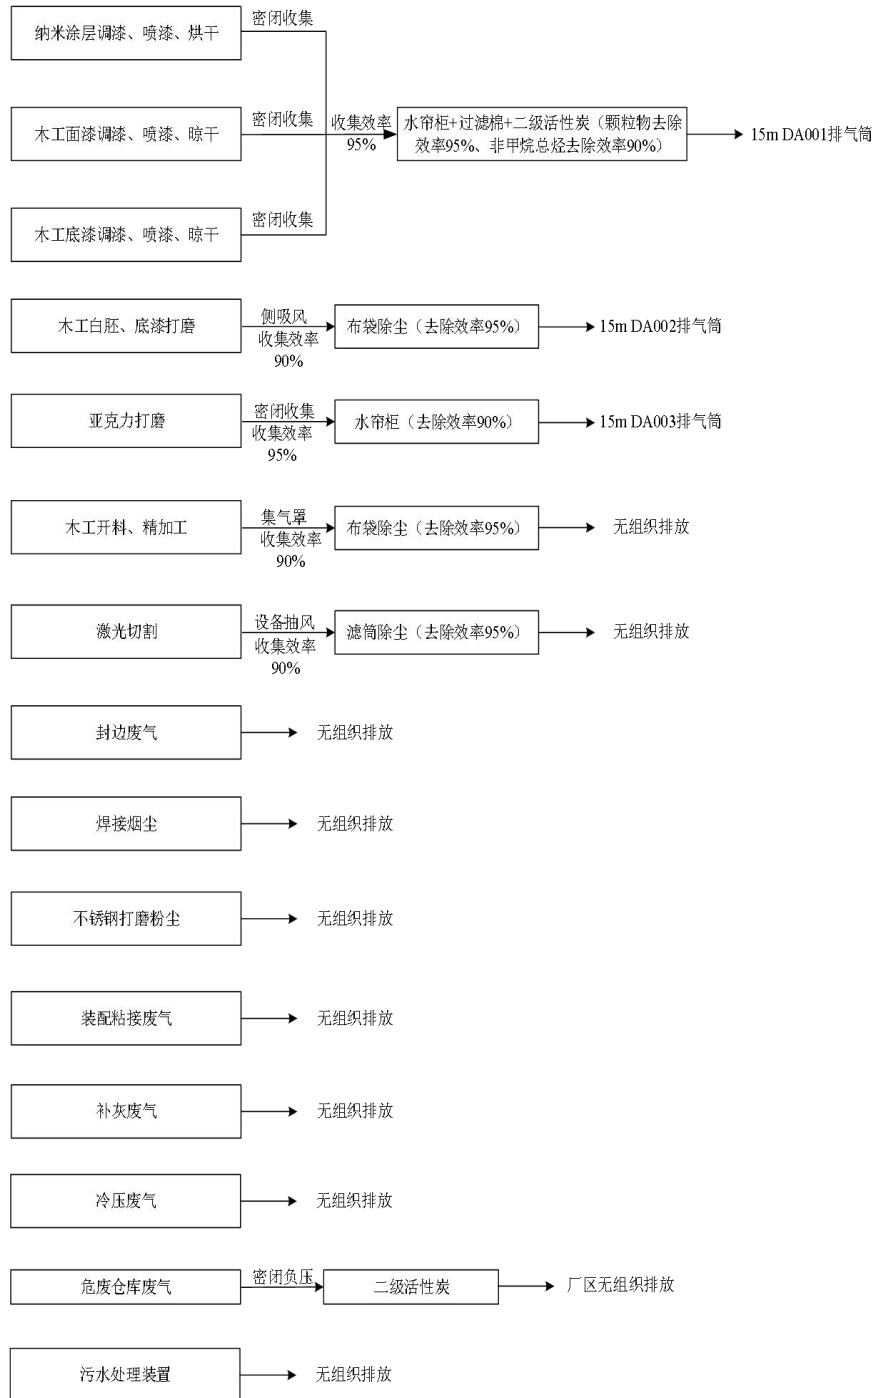 纳米涂层调漆、喷漆、烘干
密闭收集
木工面漆调漆、喷漆、晾干
密闭收集
收集效率
95%
水帘柜+过滤棉+二级活性炭（颗粒物去除
效率95%、非甲烷总烃去除效率90%）
15m DA001排气筒
木工底漆调漆、喷漆、晾干
密闭收集
木工白胚、底漆打磨
侧吸风
收集效率
90%
布袋除尘（去除效率95%）
15m DA002排气筒
亚克力打磨
密闭收集
收集效率
95%
水帘柜（去除效率90%）
15m DA003排气筒
木工开料、精加工
集气罩
收集效率
90%
布袋除尘（去除效率95%）
无组织排放
激光切割
设备抽风
收集效率
90%
滤筒除尘（去除效率95%）
无组织排放
封边废气
无组织排放
焊接烟尘
无组织排放
不锈钢打磨粉尘
无组织排放
装配粘接废气
无组织排放
补灰废气
无组织排放
冷压废气
无组织排放
危废仓库废气
密闭负压
二级活性炭
厂区无组织排放
污水处理装置
无组织排放